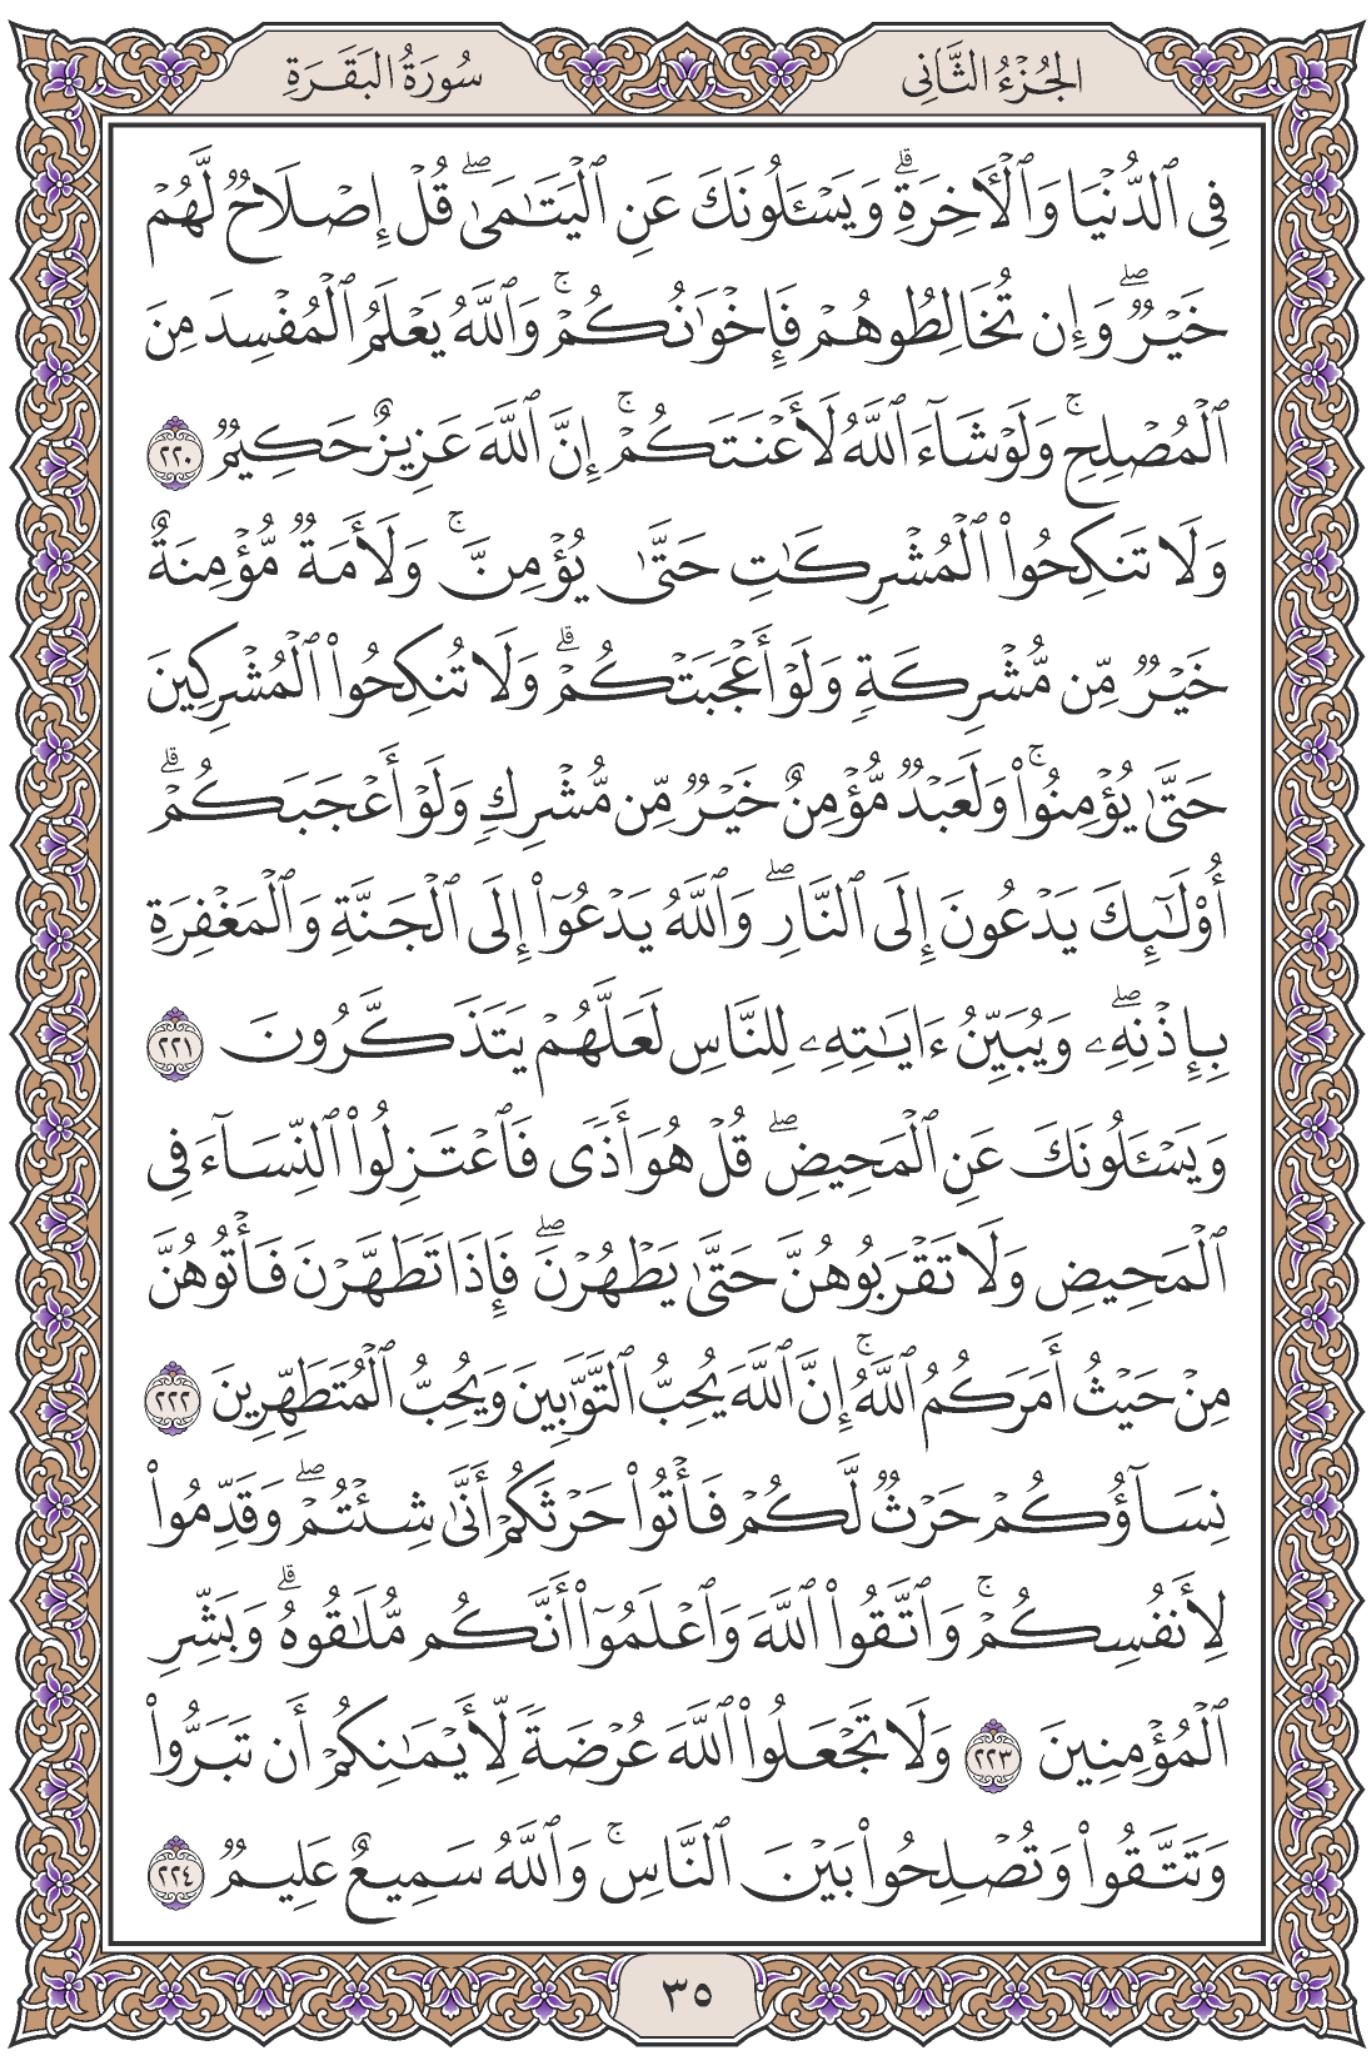 الجُزْءُ الثَّانِى
سُورَةُ البَقَرَةِ
فِى ٱلدُّنْيَا وَٱلْـَٔاخِرَةِ ۗ وَيَسْـَٔلُونَكَ عَنِ ٱلْيَتَـٰمَىٰ ۖ قُلْ إِصْلَاحٌ لَّهُمْ
خَيْرٌ ۖ وَإِن تُخَالِطُوهُمْ فَإِخْوَٰنُكُمْ ۚ وَٱللَّهُ يَعْلَمُ ٱلْمُفْسِدَ مِنَ
ٱلْمُصْلِحِ ۚ وَلَوْ شَآءَ ٱللَّهُ لَأَعْنَتَكُمْ ۚ إِنَّ ٱللَّهَ عَزِيزٌ حَكِيمٌ ٢٢٠
وَلَا تَنكِحُوا۟ ٱلْمُشْرِكَـٰتِ حَتَّىٰ يُؤْمِنَّ ۚ وَلَأَمَةٌ مُّؤْمِنَةٌ
خَيْرٌ مِّن مُّشْرِكَةٍ وَلَوْ أَعْجَبَتْكُمْ ۗ وَلَا تُنكِحُوا۟ ٱلْمُشْرِكِينَ
حَتَّىٰ يُؤْمِنُوا۟ ۚ وَلَعَبْدٌ مُّؤْمِنٌ خَيْرٌ مِّن مُّشْرِكٍ وَلَوْ أَعْجَبَكُمْ ۗ
أُو۟لَـٰٓئِكَ يَدْعُونَ إِلَى ٱلنَّارِ ۖ وَٱللَّهُ يَدْعُوٓا۟ إِلَى ٱلْجَنَّةِ وَٱلْمَغْفِرَةِ
بِإِذْنِهِۦ ۖ وَيُبَيِّنُ ءَايَـٰتِهِۦ لِلنَّاسِ لَعَلَّهُمْ يَتَذَكَّرُونَ ٢٢١
وَيَسْـَٔلُونَكَ عَنِ ٱلْمَحِيضِ ۖ قُلْ هُوَ أَذًى فَٱعْتَزِلُوا۟ ٱلنِّسَآءَ فِى
ٱلْمَحِيضِ وَلَا تَقْرَبُوهُنَّ حَتَّىٰ يَطْهُرْنَ ۖ فَإِذَا تَطَهَّرْنَ فَأْتُوهُنَّ
مِنْ حَيْثُ أَمَرَكُمُ ٱللَّهُ ۚ إِنَّ ٱللَّهَ يُحِبُّ ٱلتَّوَّٰبِينَ وَيُحِبُّ ٱلْمُتَطَهِّرِينَ ٢٢٢
نِسَآؤُكُمْ حَرْثٌ لَّكُمْ فَأْتُوا۟ حَرْثَكُمْ أَنَّىٰ شِئْتُمْ ۖ وَقَدِّمُوا۟
لِأَنفُسِكُمْ ۚ وَٱتَّقُوا۟ ٱللَّهَ وَٱعْلَمُوٓا۟ أَنَّكُم مُّلَـٰقُوهُ ۗ وَبَشِّرِ
ٱلْمُؤْمِنِينَ ٢٢٣ وَلَا تَجْعَلُوا۟ ٱللَّهَ عُرْضَةً لِّأَيْمَـٰنِكُمْ أَن تَبَرُّوا۟
وَتَتَّقُوا۟ وَتُصْلِحُوا۟ بَيْنَ ٱلنَّاسِ ۚ وَٱللَّهُ سَمِيعٌ عَلِيمٌ ٢٢٤
٣٥